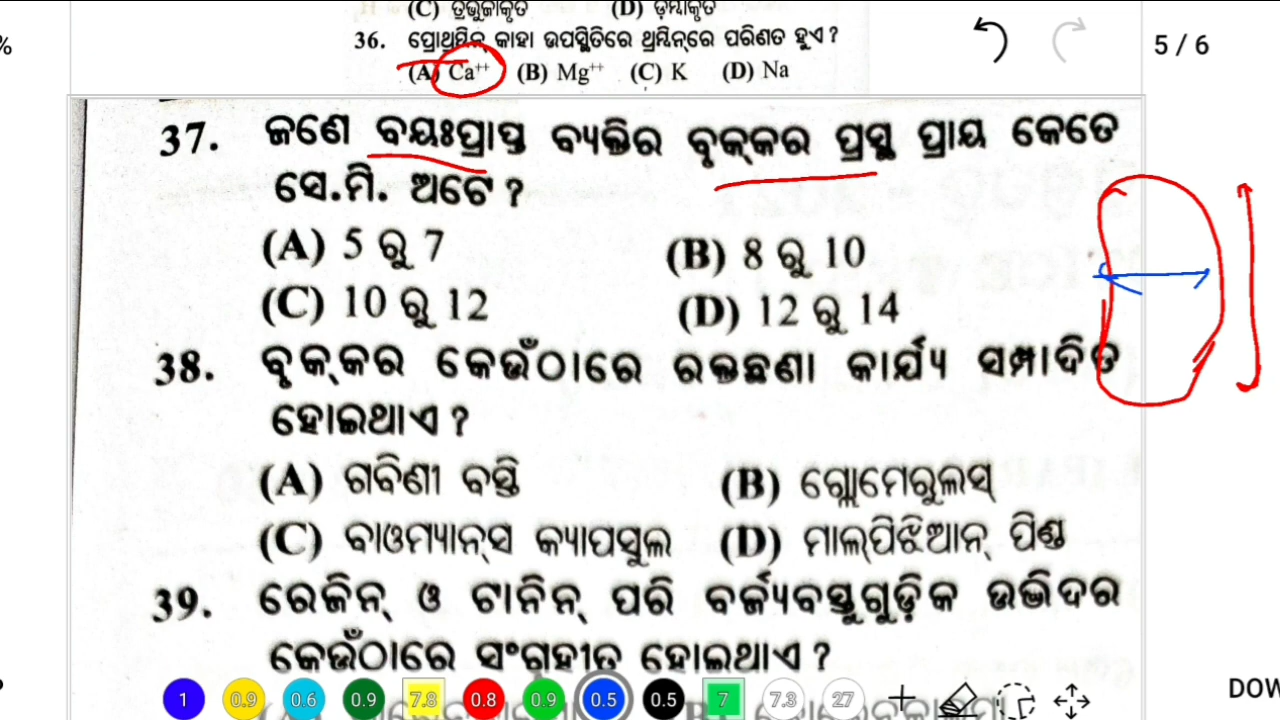 (C) ତ୍ରିଭୁଜାକୃତି (D) ଡିମ୍ବାକୃତି
36. ପ୍ରୋଥ୍ରମ୍ବିନ୍ କାହା ଉପସ୍ଥିତିରେ ଥ୍ରମ୍ବିନ୍‌ରେ ପରିଣତ ହୁଏ ?
(A) Ca⁺⁺ (B) Mg⁺⁺ (C) K (D) Na
5 / 6
37. ଜଣେ ବୟଃପ୍ରାପ୍ତ ବ୍ୟକ୍ତିର ବୃକ୍‌କର ପ୍ରସ୍ଥ ପ୍ରାୟ କେତେ
ସେ.ମି. ଅଟେ ?
(A) 5 ରୁ 7 (B) 8 ରୁ 10
(C) 10 ରୁ 12 (D) 12 ରୁ 14
38. ବୃକ୍‌କର କେଉଁଠାରେ ରକ୍ତଛଣା କାର୍ଯ୍ୟ ସମ୍ପାଦିତ
ହୋଇଥାଏ ?
(A) ଗବିଣୀ ବସ୍ତି (B) ଗ୍ଲୋମେରୁଲସ୍
(C) ବାଓମ୍ୟାନ୍‌ସ କ୍ୟାପସୁଲ (D) ମାଲ୍‌ପିଝିଆନ୍ ପିଣ୍ଡ
39. ରେଜିନ୍ ଓ ଟାନିନ୍ ପରି ବର୍ଜ୍ୟବସ୍ତୁଗୁଡ଼ିକ ଉଦ୍ଭିଦର
କେଉଁଠାରେ ସଂଗୃହୀତ ହୋଇଥାଏ ?
1 0.9 0.6 0.9 7.8 0.8 0.9 0.5 0.5 7 7.3 27
DOW